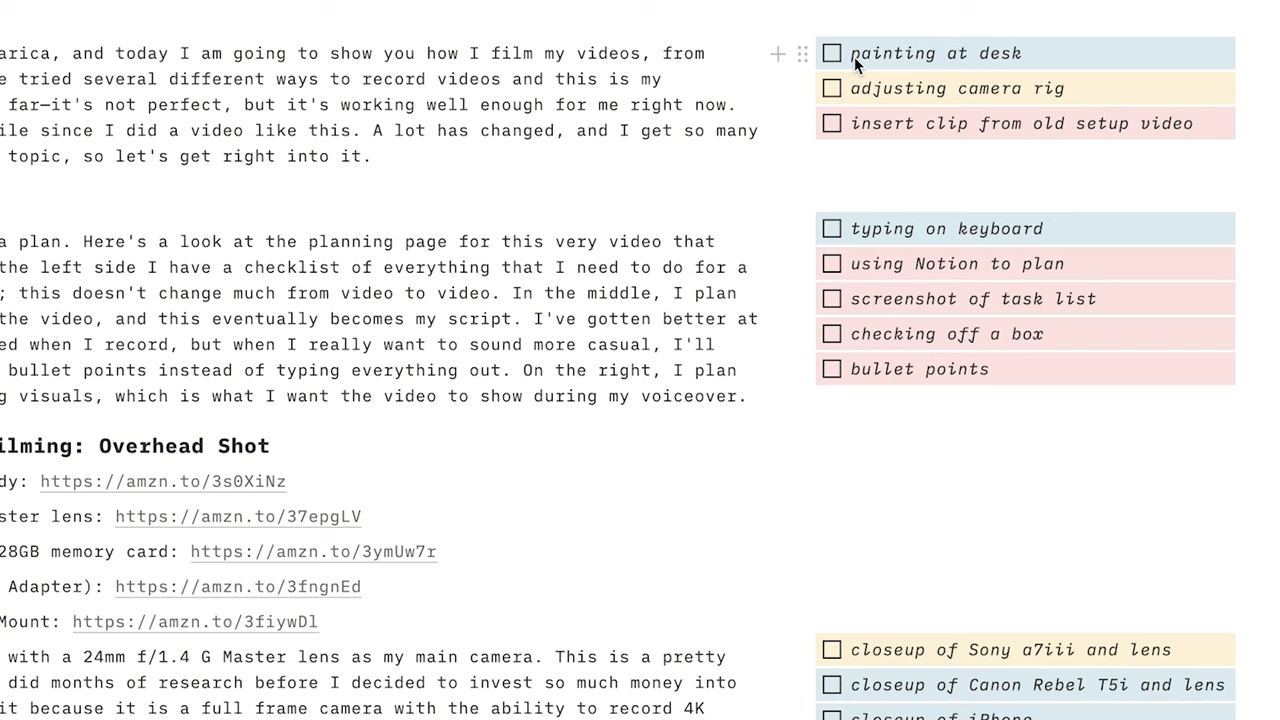 arica, and today I am going to show you how I film my videos, from
e tried several different ways to record videos and this is my
far—it's not perfect, but it's working well enough for me right now.
ile since I did a video like this. A lot has changed, and I get so many
topic, so let's get right into it.
painting at desk
adjusting camera rig
insert clip from old setup video
a plan. Here's a look at the planning page for this very video that
the left side I have a checklist of everything that I need to do for a
; this doesn't change much from video to video. In the middle, I plan
the video, and this eventually becomes my script. I've gotten better at
ed when I record, but when I really want to sound more casual, I'll
bullet points instead of typing everything out. On the right, I plan
g visuals, which is what I want the video to show during my voiceover.
typing on keyboard
using Notion to plan
screenshot of task list
checking off a box
bullet points
ilming: Overhead Shot
dy: https://amzn.to/3s0XiNz
ster lens: https://amzn.to/37epgLV
28GB memory card: https://amzn.to/3ymUw7r
Adapter): https://amzn.to/3fngnEd
Mount: https://amzn.to/3fiywDl
with a 24mm f/1.4 G Master lens as my main camera. This is a pretty
did months of research before I decided to invest so much money into
it because it is a full frame camera with the ability to record 4K
closeup of Sony a7iii and lens
closeup of Canon Rebel T5i and lens
closeup of iPhone